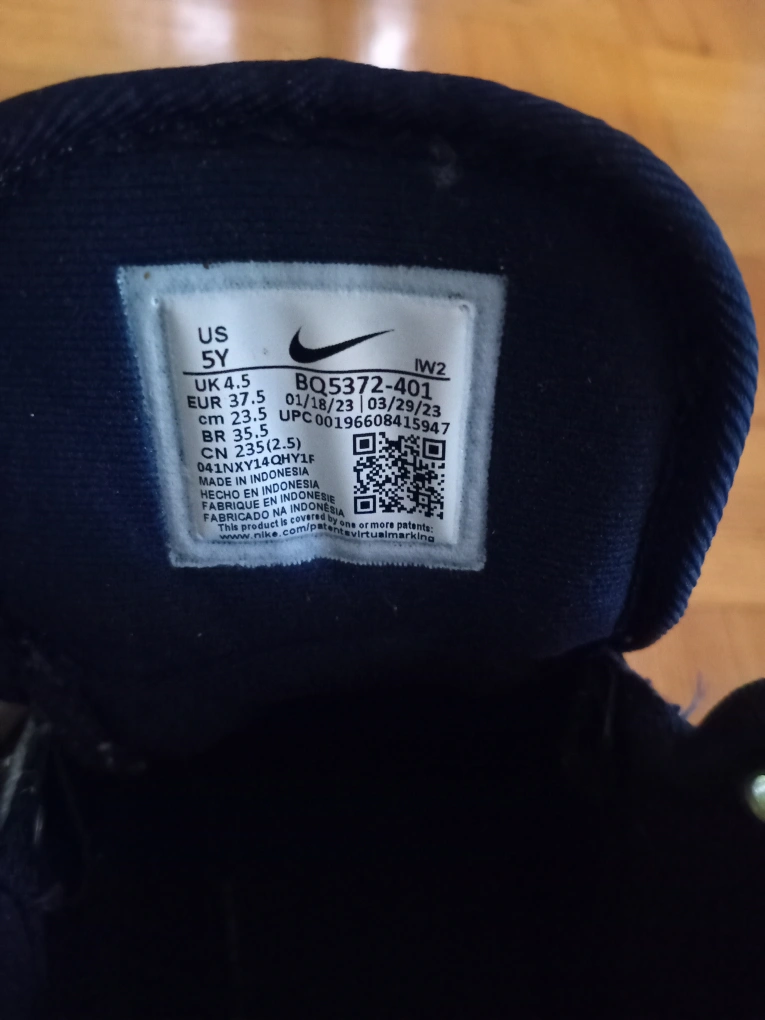 US
5Y
IW2
UK 4.5
EUR 37.5
cm 23.5
BR 35.5
CN 235(2.5)
BQ5372-401
01/18/23 | 03/29/23
UPC 00196608415947
041NXY14QHY1F
MADE IN INDONESIA
HECHO EN INDONESIA
FABRIQUE EN INDONESIE
FABRICADO NA INDONÉSIA
This product is covered by one or more patents:
www.nike.com/patentsvirtualmarking